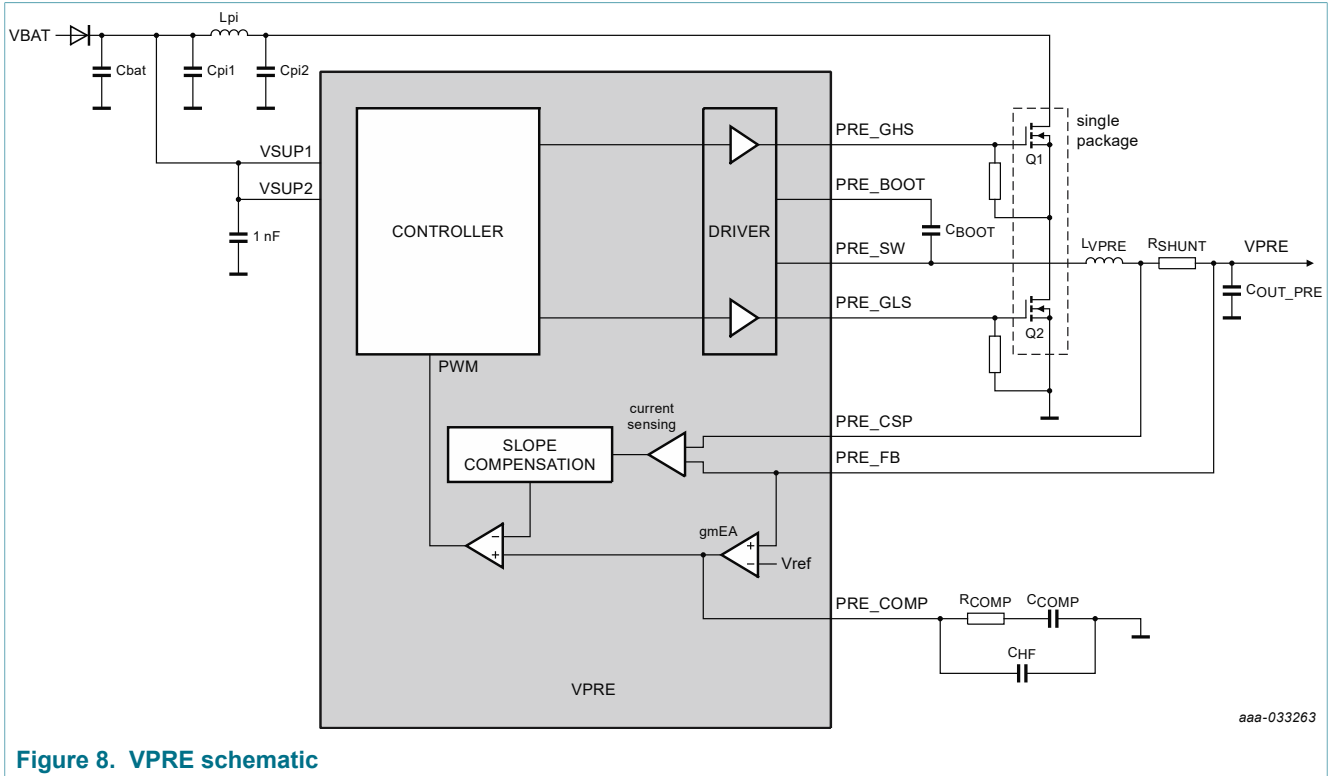 Lpi
VBAT
Cbat
Cpi1
Cpi2
VSUP1
VSUP2
1 nF
CONTROLLER
PWM
DRIVER
PRE_GHS
PRE_BOOT
PRE_SW
PRE_GLS
CBOOT
Q1
single
package
Q2
LVPRE
RSHUNT
VPRE
COUT_PRE
current
sensing
SLOPE
COMPENSATION
PRE_CSP
PRE_FB
gmEA
+
−
Vref
−
+
PRE_COMP
RCOMP
CCOMP
CHF
VPRE
aaa-033263
Figure 8. VPRE schematic